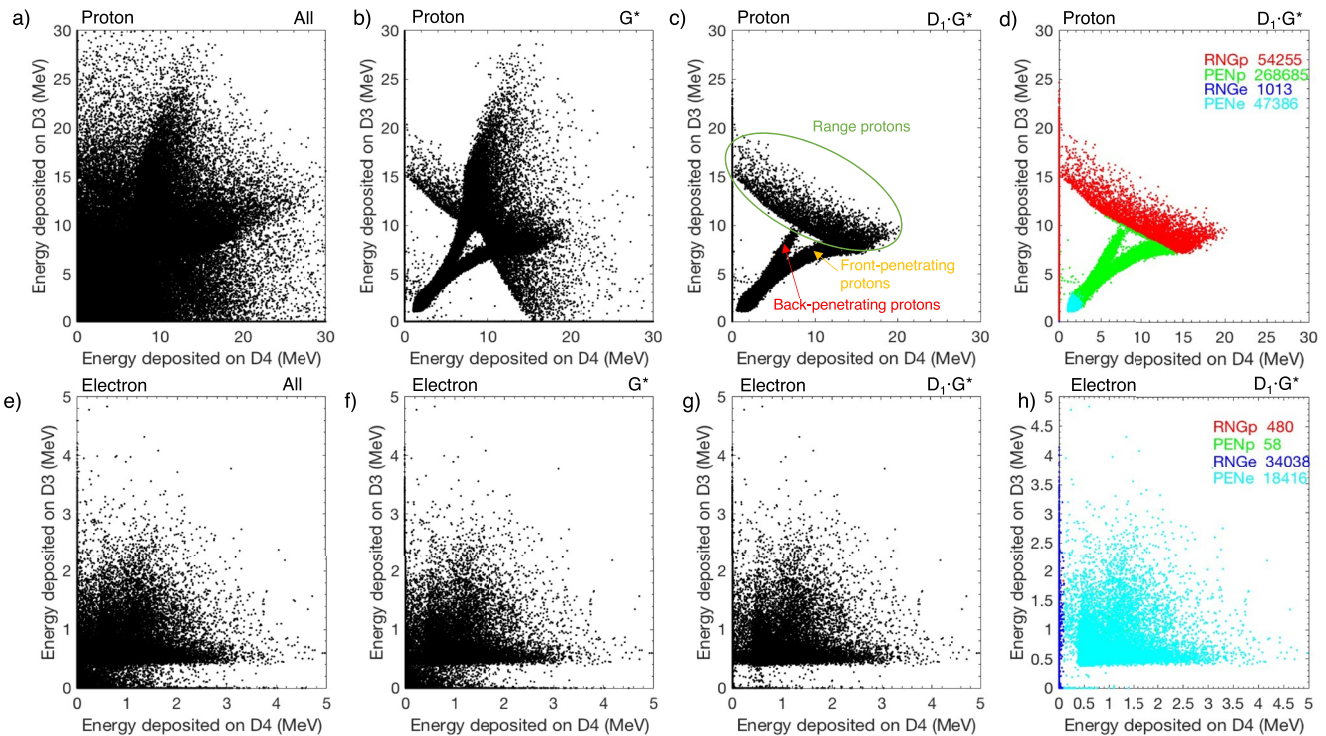 a) Proton All
30
25
20
15
10
5
0
0 10 20 30
Energy deposited on D3 (MeV)
Energy deposited on D4 (MeV)
b) Proton G*
30
25
20
15
10
5
0
10 20 30
Energy deposited on D3 (MeV)
Energy deposited on D4 (MeV)
c) Proton D₁·G*
30
25
20
15
10
5
0
Range protons
Front-penetrating
protons
Back-penetrating protons
10 20 30
Energy deposited on D3 (MeV)
Energy deposited on D4 (MeV)
d) Proton D₁·G*
30
25
20
15
10
5
0
RNGp 54255
PENp 268685
RNGe 1013
PENe 47386
0 5 10 15 20 25 30
Energy deposited on D3 (MeV)
Energy deposited on D4 (MeV)
e) Electron All
5
4
3
2
1
0
0 1 2 3 4 5
Energy deposited on D3 (MeV)
Energy deposited on D4 (MeV)
f) Electron G*
5
4
3
2
1
0
1 2 3 4 5
Energy deposited on D3 (MeV)
Energy deposited on D4 (MeV)
g) Electron D₁·G*
5
4
3
2
1
0
1 2 3 4 5
Energy deposited on D3 (MeV)
Energy deposited on D4 (MeV)
h) Electron D₁·G*
5
4.5
4
3.5
3
2.5
2
1.5
1
0.5
0
RNGp 480
PENp 58
RNGe 34038
PENe 18416
0 0.5 1 1.5 2 2.5 3 3.5 4 4.5 5
Energy deposited on D3 (MeV)
Energy deposited on D4 (MeV)